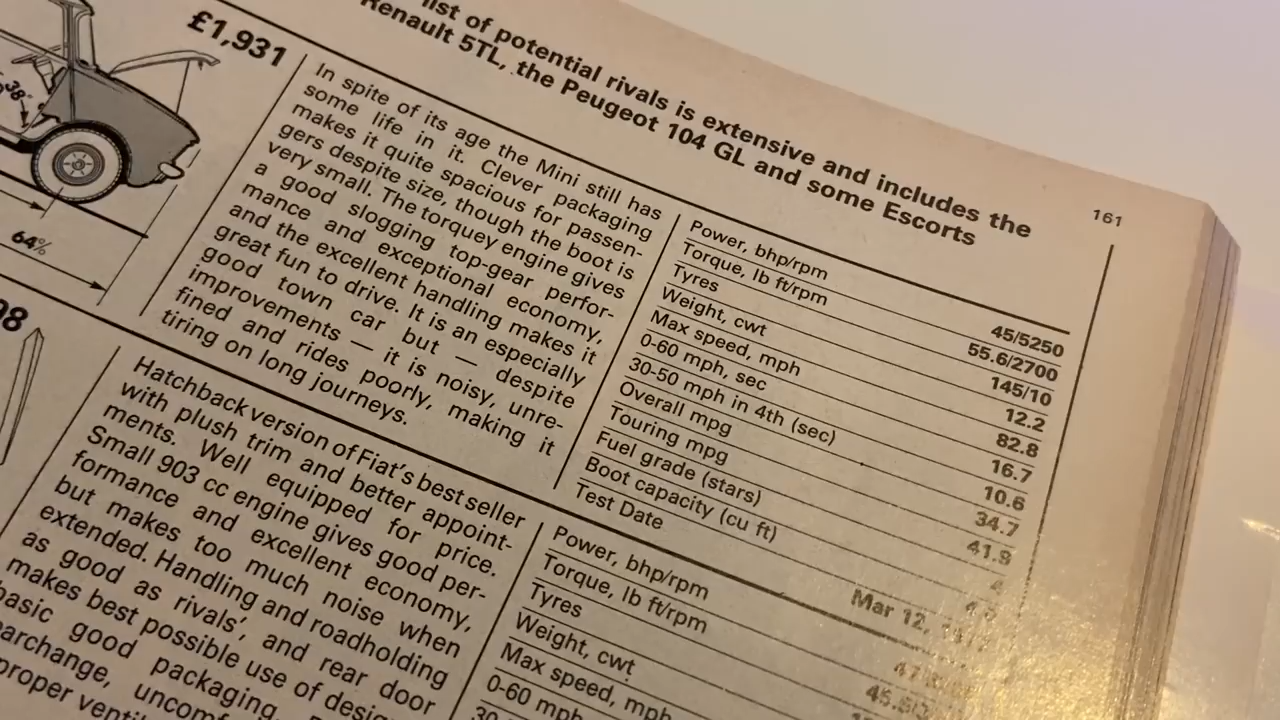 list of potential rivals is extensive and includes the
Renault 5TL, the Peugeot 104 GL and some Escorts
161
£1,931
38°
64%
In spite of its age the Mini still has
some life in it. Clever packaging
makes it quite spacious for passen-
gers despite size, though the boot is
very small. The torquey engine gives
a good slogging top-gear perfor-
mance and exceptional economy,
and the excellent handling makes it
great fun to drive. It is an especially
good town car but — despite
improvements — it is noisy, unre-
fined and rides poorly, making it
tiring on long journeys.
Power, bhp/rpm 45/5250
Torque, lb ft/rpm 55.6/2700
Tyres 145/10
Weight, cwt 12.2
Max speed, mph 82.8
0-60 mph, sec 16.7
30-50 mph in 4th (sec) 10.6
Overall mpg 34.7
Touring mpg 41.9
Fuel grade (stars) 4
Boot capacity (cu ft)
Test Date Mar 12,
98
Hatchback version of Fiat's best seller
with plush trim and better appoint-
ments. Well equipped for price.
Small 903 cc engine gives good per-
formance and excellent economy,
but makes too much noise when
extended. Handling and roadholding
as good as rivals', and rear door
makes best possible use of design
basic good packaging.
gearchange,
proper
Power, bhp/rpm
Torque, lb ft/rpm
Tyres
Weight, cwt
Max speed, mph
0-60 mph